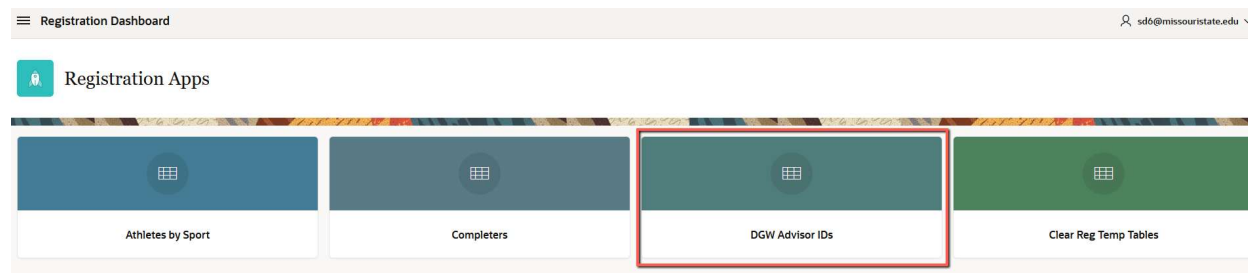 Registration Dashboard
sd6@missouristate.edu
Registration Apps
Athletes by Sport
Completers
DGW Advisor IDs
Clear Reg Temp Tables